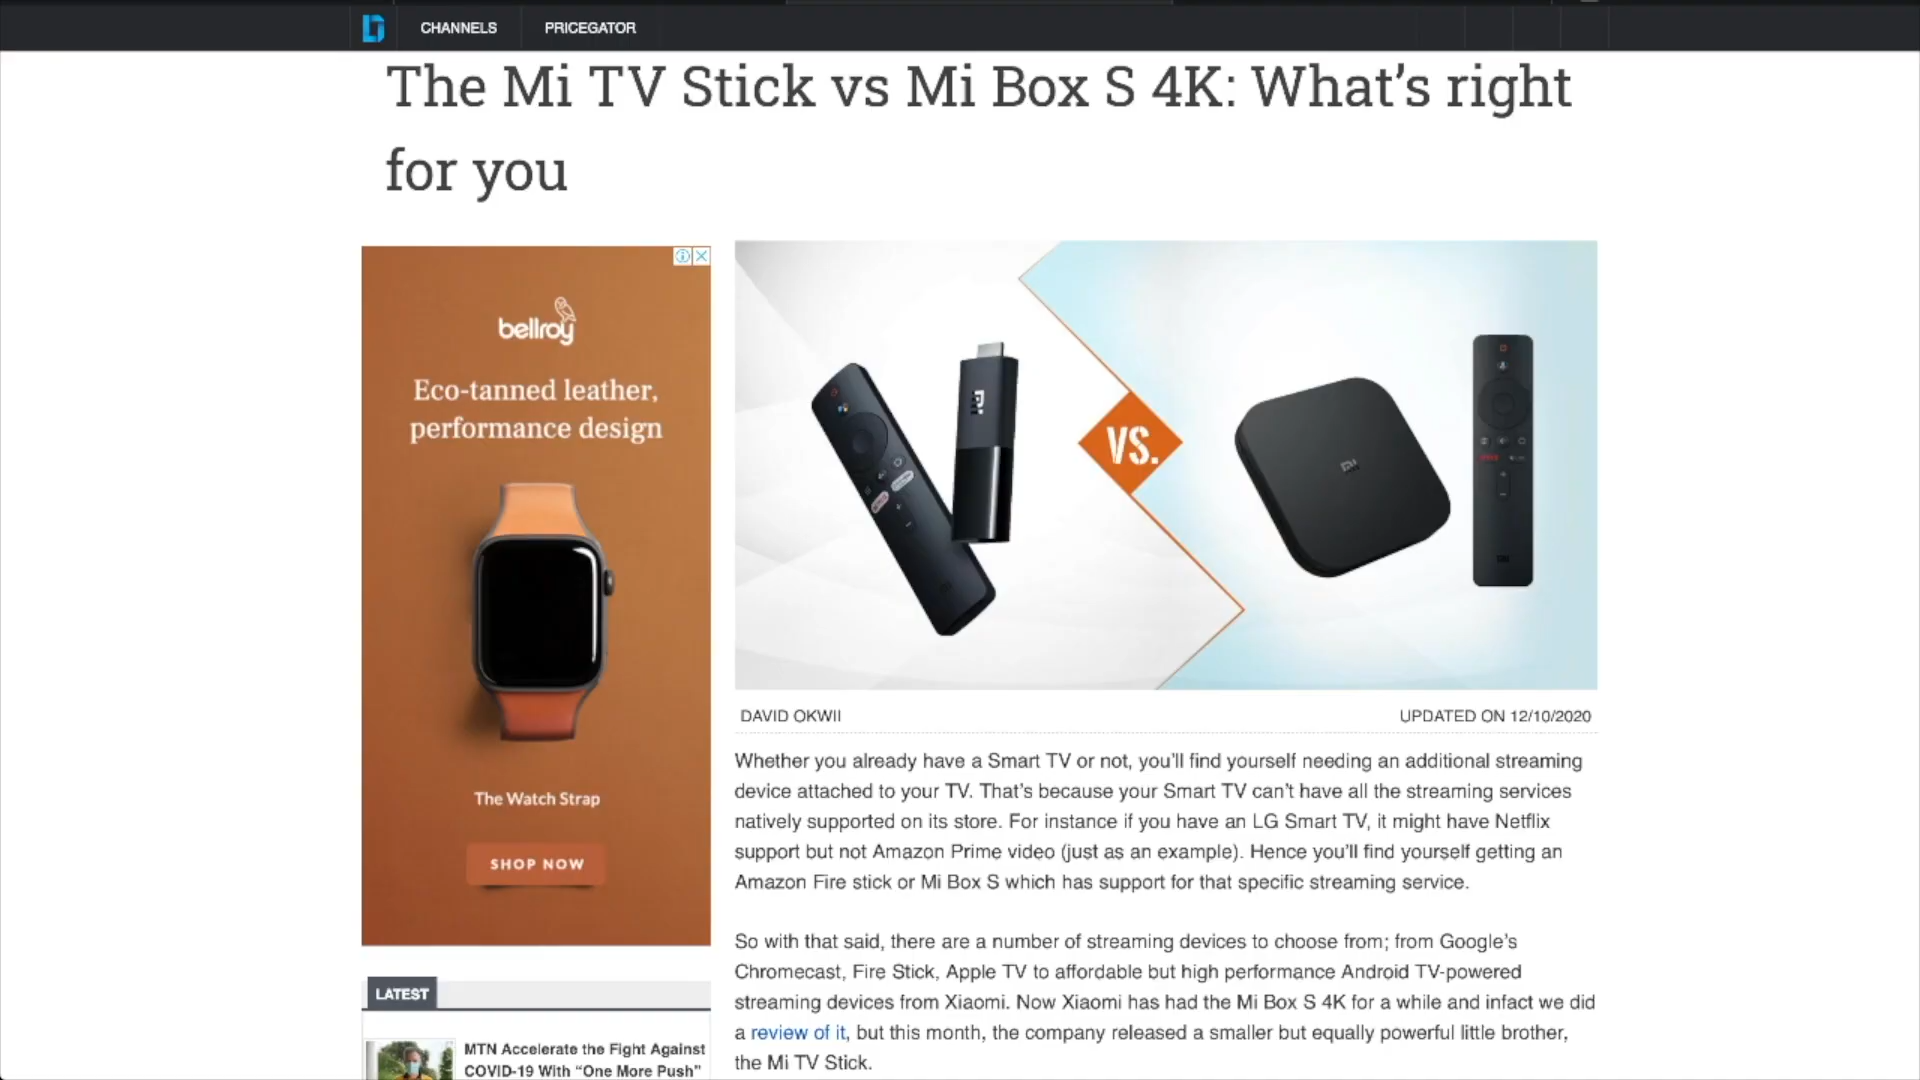 CHANNELS
PRICEGATOR
The Mi TV Stick vs Mi Box S 4K: What’s right
for you
bellroy
Eco-tanned leather,
performance design
The Watch Strap
SHOP NOW
VS.
DAVID OKWII
UPDATED ON 12/10/2020
Whether you already have a Smart TV or not, you’ll find yourself needing an additional streaming
device attached to your TV. That’s because your Smart TV can’t have all the streaming services
natively supported on its store. For instance if you have an LG Smart TV, it might have Netflix
support but not Amazon Prime video (just as an example). Hence you’ll find yourself getting an
Amazon Fire stick or Mi Box S which has support for that specific streaming service.
So with that said, there are a number of streaming devices to choose from; from Google’s
Chromecast, Fire Stick, Apple TV to affordable but high performance Android TV-powered
streaming devices from Xiaomi. Now Xiaomi has had the Mi Box S 4K for a while and infact we did
a review of it, but this month, the company released a smaller but equally powerful little brother,
the Mi TV Stick.
LATEST
MTN Accelerate the Fight Against
COVID-19 With “One More Push”